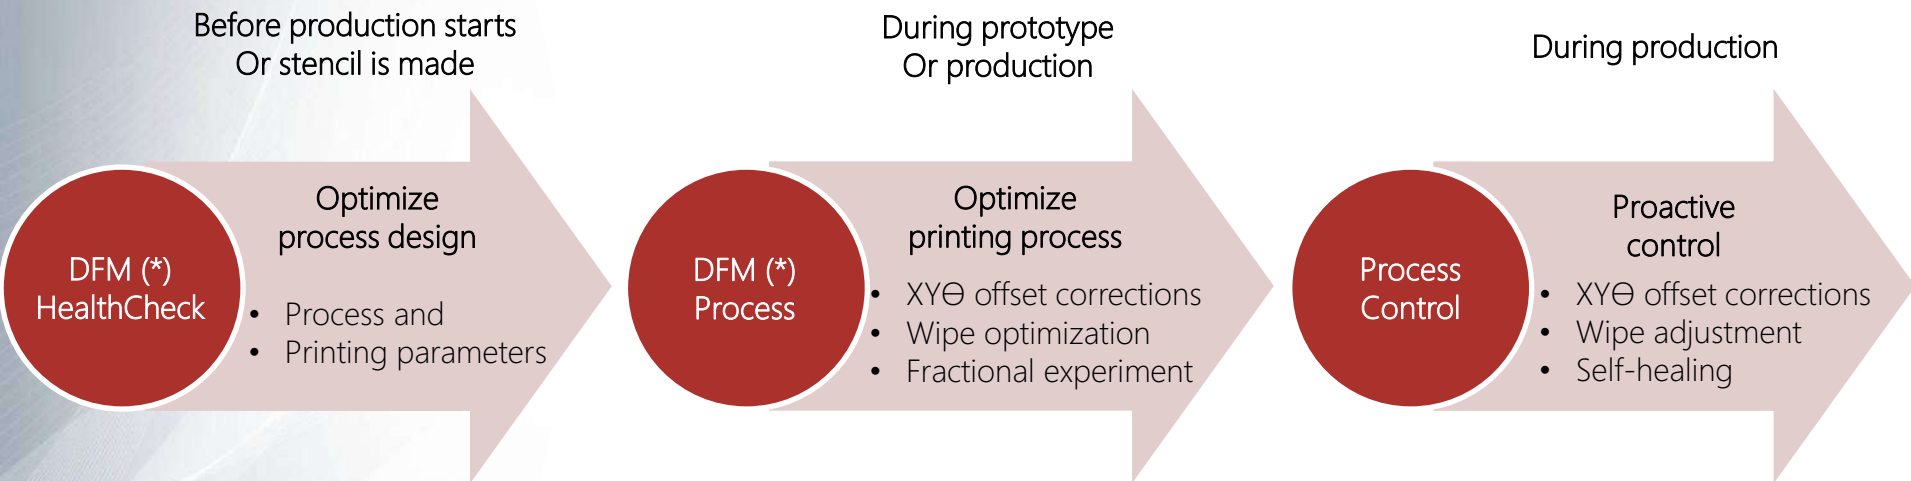 Before production starts
Or stencil is made
DFM (*)
HealthCheck
Optimize
process design
• Process and
• Printing parameters
During prototype
Or production
DFM (*)
Process
Optimize
printing process
• XYΘ offset corrections
• Wipe optimization
• Fractional experiment
During production
Process
Control
Proactive
control
• XYΘ offset corrections
• Wipe adjustment
• Self-healing